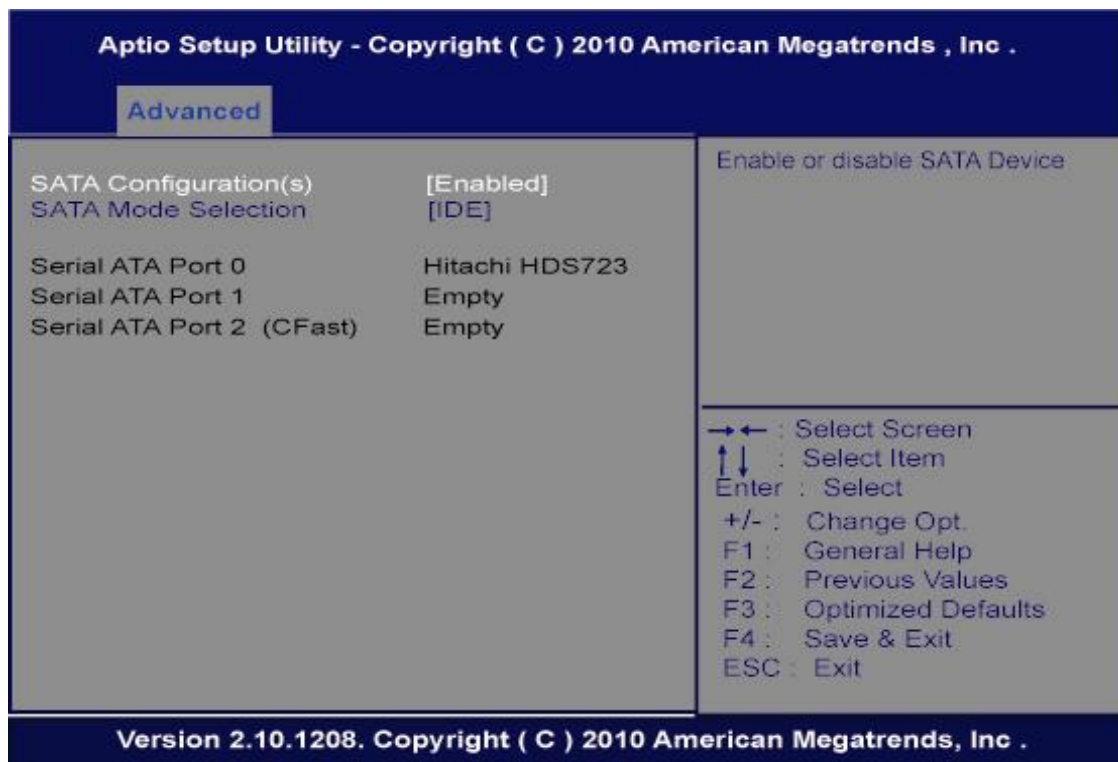 Aptio Setup Utility - Copyright ( C ) 2010 American Megatrends , Inc .
Advanced
SATA Configuration(s) [Enabled]
SATA Mode Selection [IDE]
Serial ATA Port 0 Hitachi HDS723
Serial ATA Port 1 Empty
Serial ATA Port 2 (CFast) Empty
Enable or disable SATA Device
→← : Select Screen
↑↓ : Select Item
Enter : Select
+/- : Change Opt.
F1 : General Help
F2 : Previous Values
F3 : Optimized Defaults
F4 : Save & Exit
ESC : Exit
Version 2.10.1208. Copyright ( C ) 2010 American Megatrends, Inc .